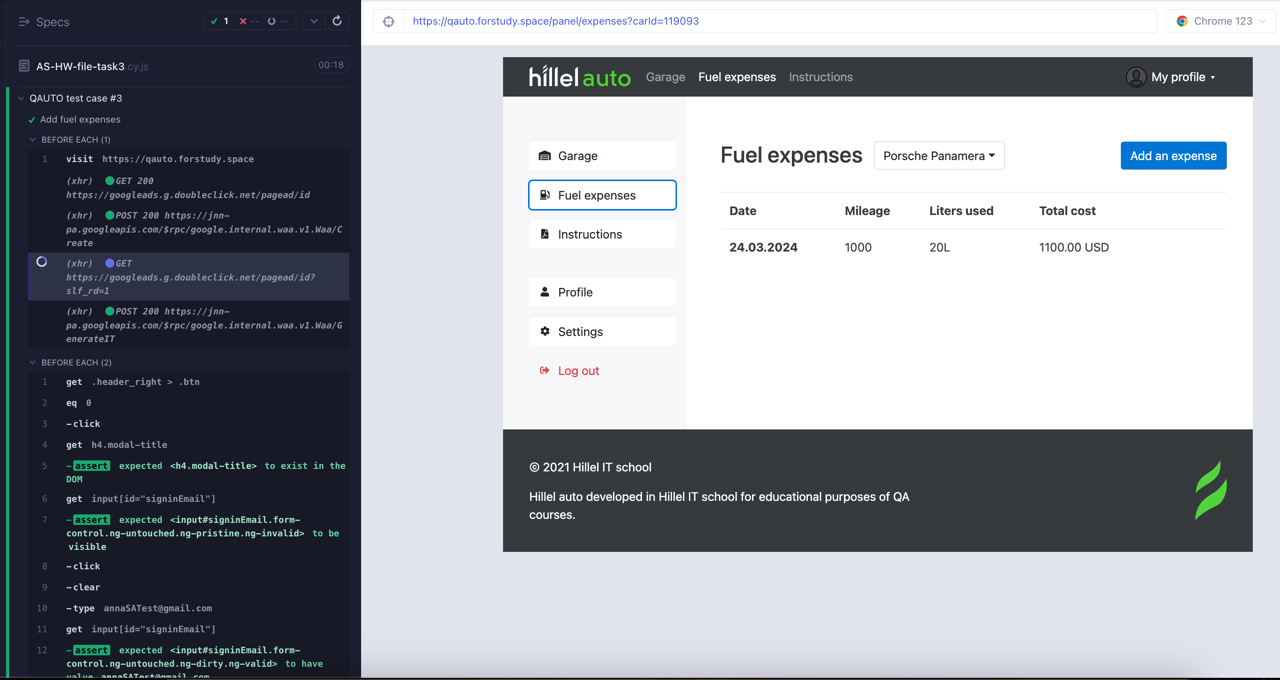 Specs
1 -- --
AS-HW-file-task3.cy.js 00:18
QAUTO test case #3
Add fuel expenses
BEFORE EACH (1)
1 visit https://qauto.forstudy.space
(xhr) GET 200
https://googleads.g.doubleclick.net/pagead/id
(xhr) POST 200 https://jnn-
pa.googleapis.com/$rpc/google.internal.waa.v1.Waa/C
reate
(xhr) GET
https://googleads.g.doubleclick.net/pagead/id?
slf_rd=1
(xhr) POST 200 https://jnn-
pa.googleapis.com/$rpc/google.internal.waa.v1.Waa/G
enerateIT
BEFORE EACH (2)
1 get .header_right > .btn
2 eq 0
3 -click
4 get h4.modal-title
5 -assert expected <h4.modal-title> to exist in the
DOM
6 get input[id="signinEmail"]
7 -assert expected <input#signinEmail.form-
control.ng-untouched.ng-pristine.ng-invalid> to be
visible
8 -click
9 -clear
10 -type annaSATest@gmail.com
11 get input[id="signinEmail"]
12 -assert expected <input#signinEmail.form-
control.ng-untouched.ng-dirty.ng-valid> to have
value annaSATest@gmail.com
https://qauto.forstudy.space/panel/expenses?carId=119093
Chrome 123
hillel auto Garage Fuel expenses Instructions My profile
Garage
Fuel expenses
Instructions
Profile
Settings
Log out
Fuel expenses Porsche Panamera Add an expense
Date Mileage Liters used Total cost
24.03.2024 1000 20L 1100.00 USD
© 2021 Hillel IT school
Hillel auto developed in Hillel IT school for educational purposes of QA
courses.